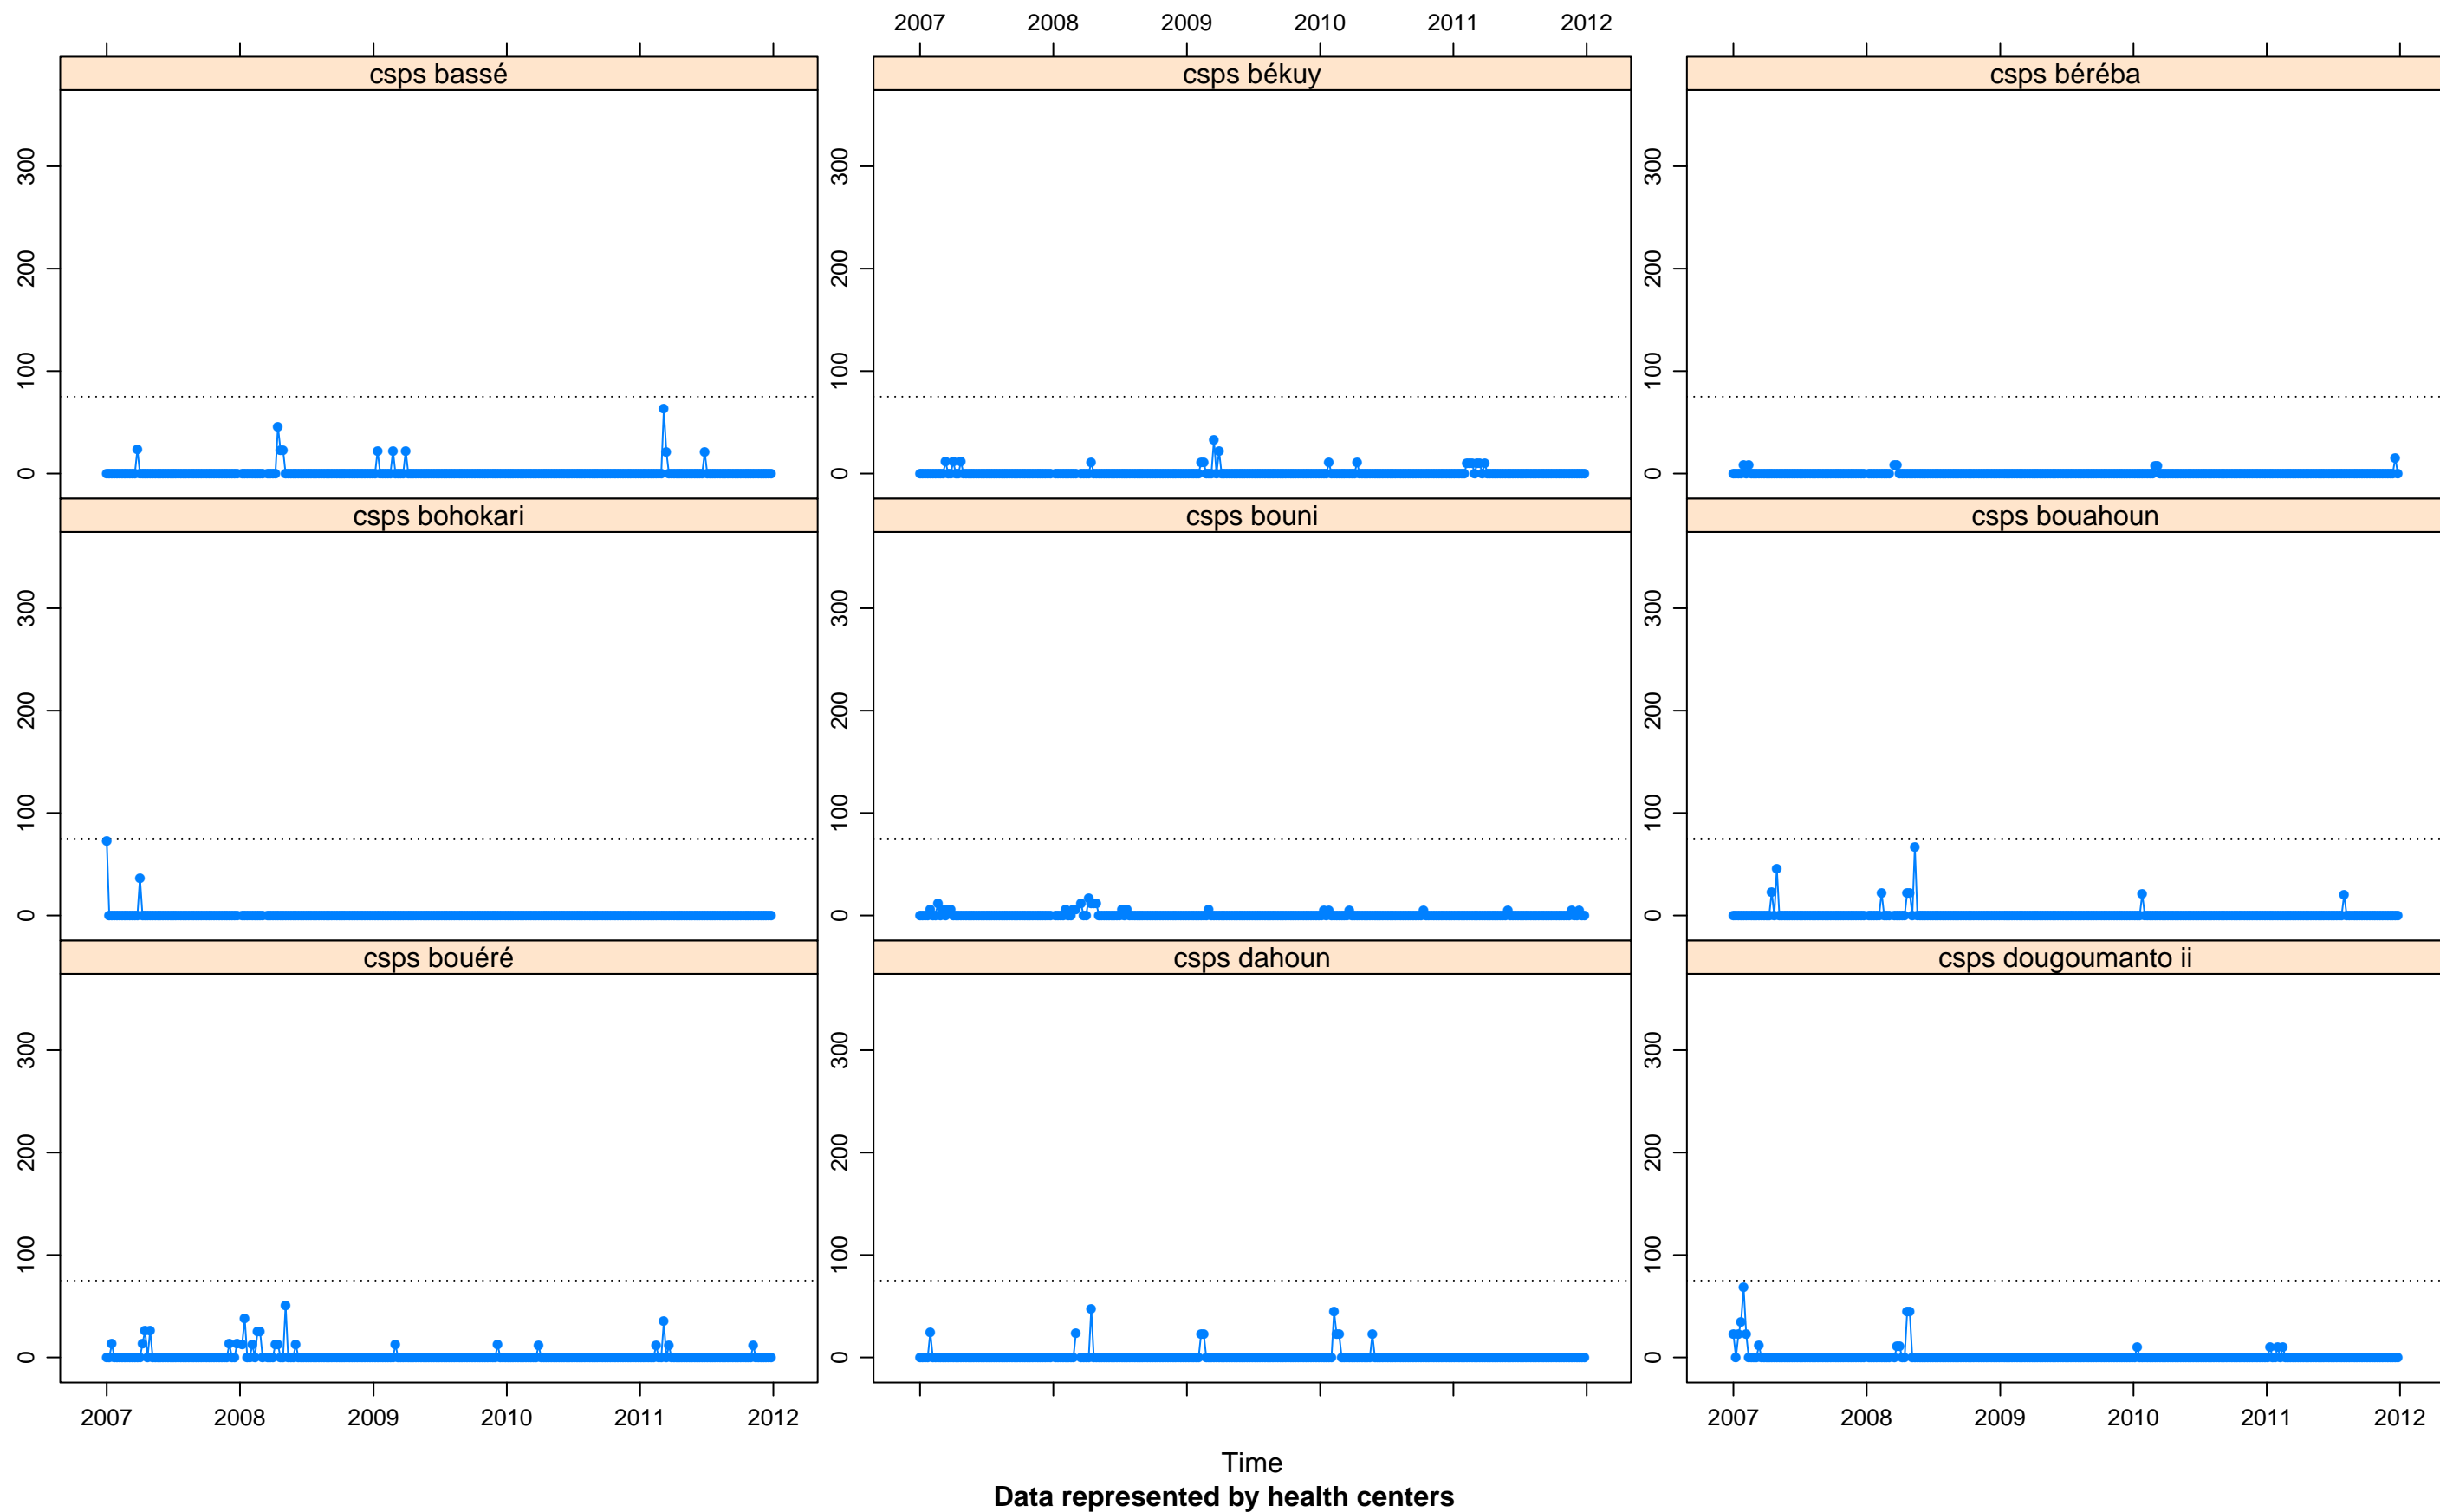 2007 2008 2009 2010 2011 2012
csps bassé csps békuy csps béréba
300 300 300
200 200 200
100 100 100
0 0 0
csps bohokari csps bouni csps bouahoun
300 300 300
200 200 200
100 100 100
0 0 0
csps bouéré csps dahoun csps dougoumanto ii
300 300 300
200 200 200
100 100 100
0 0 0
2007 2008 2009 2010 2011 2012 2007 2008 2009 2010 2011 2012
Time
Data represented by health centers